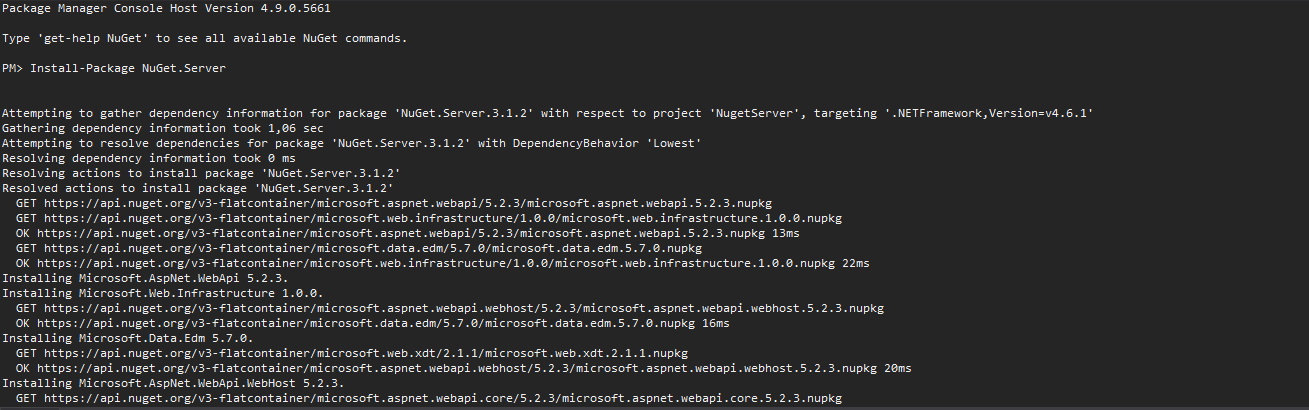 Package Manager Console Host Version 4.9.0.5661
Type 'get-help NuGet' to see all available NuGet commands.
PM> Install-Package NuGet.Server
Attempting to gather dependency information for package 'NuGet.Server.3.1.2' with respect to project 'NugetServer', targeting '.NETFramework,Version=v4.6.1'
Gathering dependency information took 1,06 sec
Attempting to resolve dependencies for package 'NuGet.Server.3.1.2' with DependencyBehavior 'Lowest'
Resolving dependency information took 0 ms
Resolving actions to install package 'NuGet.Server.3.1.2'
Resolved actions to install package 'NuGet.Server.3.1.2'
GET https://api.nuget.org/v3-flatcontainer/microsoft.aspnet.webapi/5.2.3/microsoft.aspnet.webapi.5.2.3.nupkg
GET https://api.nuget.org/v3-flatcontainer/microsoft.web.infrastructure/1.0.0/microsoft.web.infrastructure.1.0.0.nupkg
OK https://api.nuget.org/v3-flatcontainer/microsoft.aspnet.webapi/5.2.3/microsoft.aspnet.webapi.5.2.3.nupkg 13ms
GET https://api.nuget.org/v3-flatcontainer/microsoft.data.edm/5.7.0/microsoft.data.edm.5.7.0.nupkg
OK https://api.nuget.org/v3-flatcontainer/microsoft.web.infrastructure/1.0.0/microsoft.web.infrastructure.1.0.0.nupkg 22ms
Installing Microsoft.AspNet.WebApi 5.2.3.
Installing Microsoft.Web.Infrastructure 1.0.0.
GET https://api.nuget.org/v3-flatcontainer/microsoft.aspnet.webapi.webhost/5.2.3/microsoft.aspnet.webapi.webhost.5.2.3.nupkg
OK https://api.nuget.org/v3-flatcontainer/microsoft.data.edm/5.7.0/microsoft.data.edm.5.7.0.nupkg 16ms
Installing Microsoft.Data.Edm 5.7.0.
GET https://api.nuget.org/v3-flatcontainer/microsoft.web.xdt/2.1.1/microsoft.web.xdt.2.1.1.nupkg
OK https://api.nuget.org/v3-flatcontainer/microsoft.aspnet.webapi.webhost/5.2.3/microsoft.aspnet.webapi.webhost.5.2.3.nupkg 20ms
Installing Microsoft.AspNet.WebApi.WebHost 5.2.3.
GET https://api.nuget.org/v3-flatcontainer/microsoft.aspnet.webapi.core/5.2.3/microsoft.aspnet.webapi.core.5.2.3.nupkg